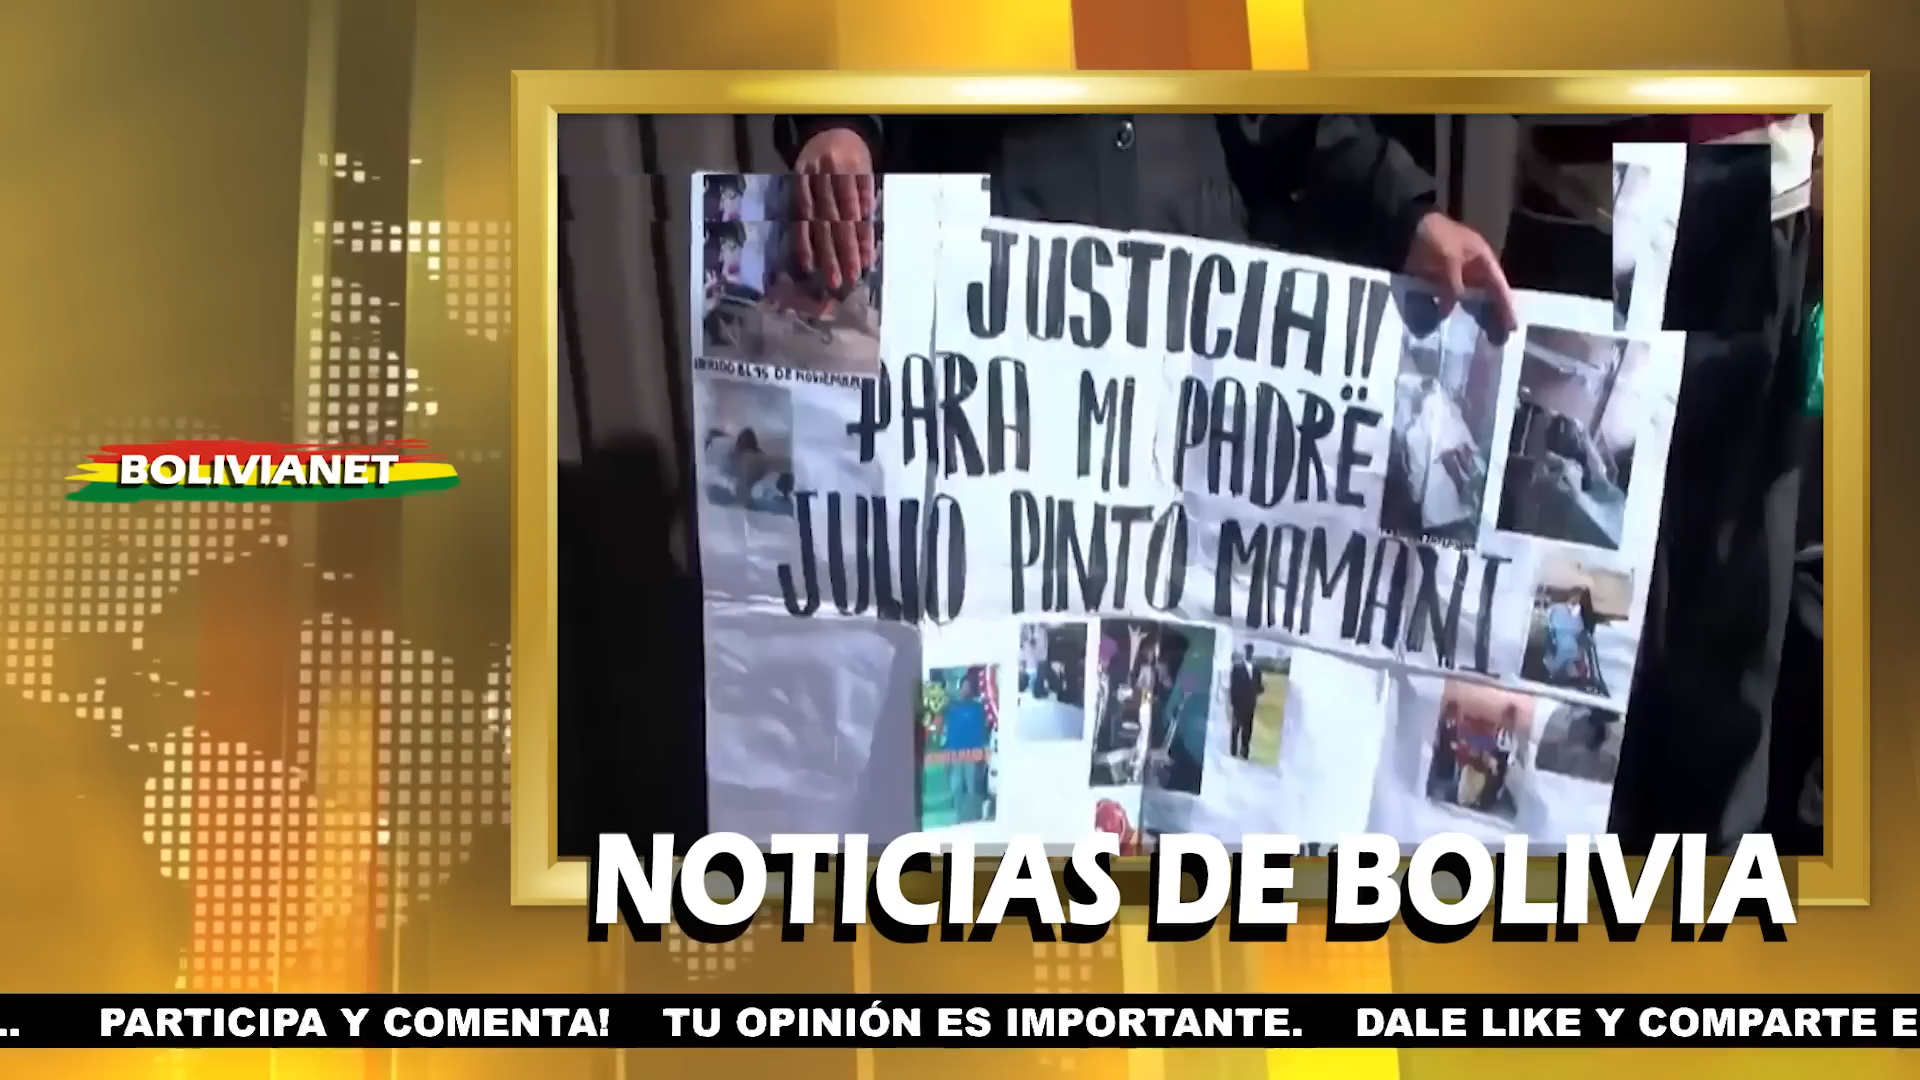 BOLIVIANET
JUSTICIA!!
PARA MI PADRË
JULIO PINTO MAMANI
NOTICIAS DE BOLIVIA
.. PARTICIPA Y COMENTA! TU OPINIÓN ES IMPORTANTE. DALE LIKE Y COMPARTE E